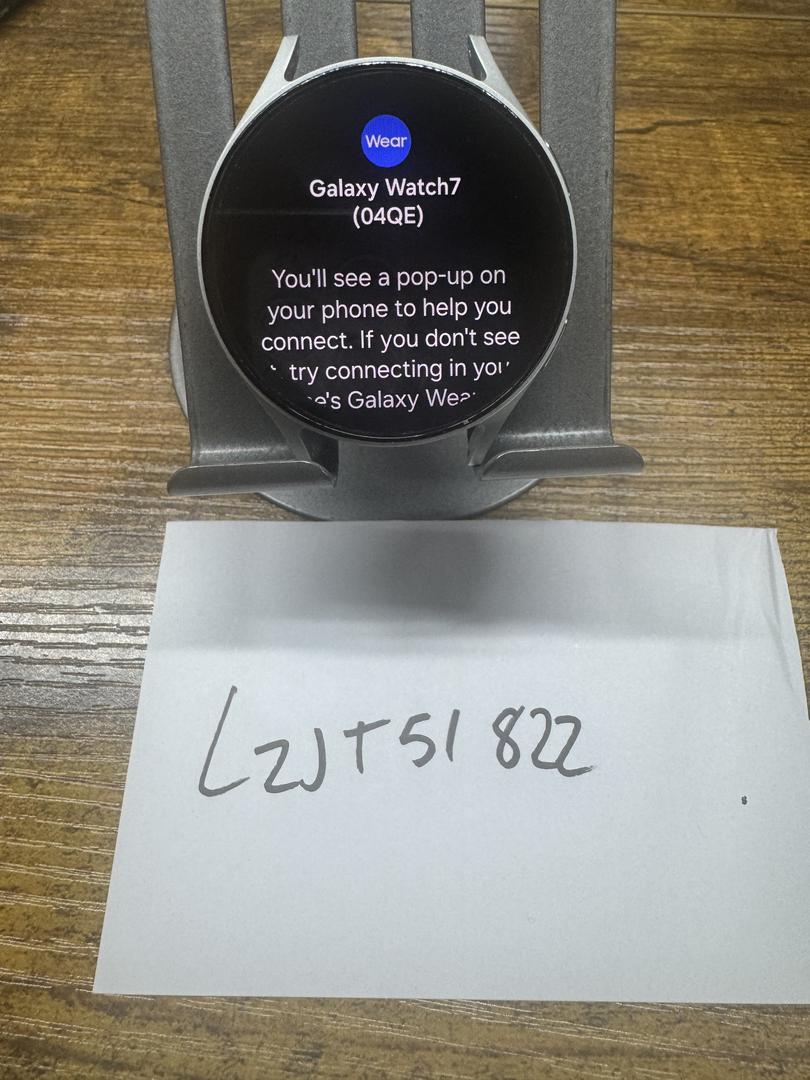 Wear
Galaxy Watch7
(04QE)
You'll see a pop-up on
your phone to help you
connect. If you don't see
try connecting in
Galaxy
LZJT51822